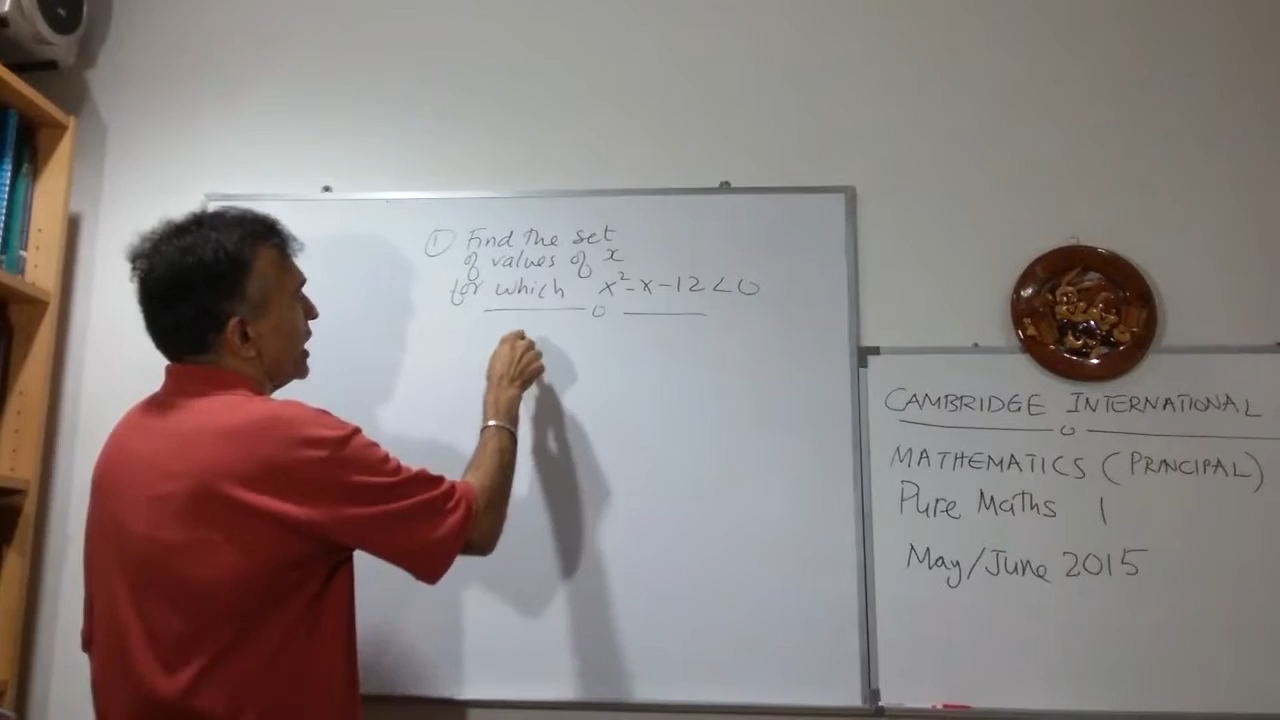 ① Find the set
of values of x
for which x²-x-12<0
CAMBRIDGE INTERNATIONAL
MATHEMATICS (PRINCIPAL)
Pure Maths 1
May/June 2015